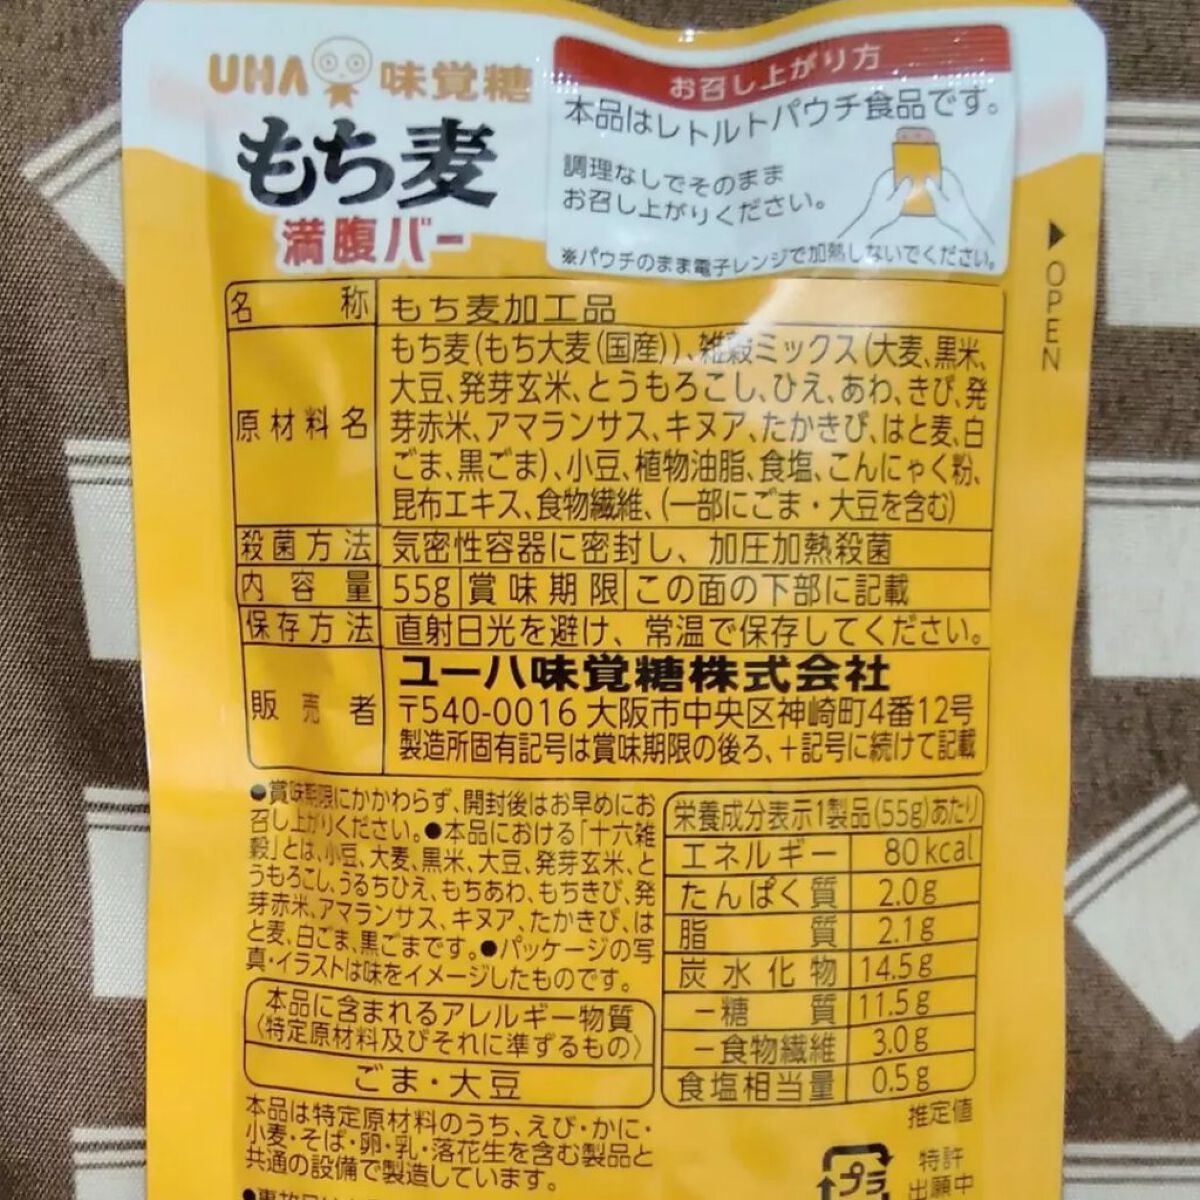 UHA 味覚糖
もち麦
満腹バー
お召し上がり方
本品はレトルトパウチ食品です。
調理なしでそのまま
お召し上がりください。
※パウチのまま電子レンジで加熱しないでください。
▶OPEN
名称 もち麦加工品
原材料名 もち麦(もち大麦(国産))、雑穀ミックス(大麦、黒米、
大豆、発芽玄米、とうもろこし、ひえ、あわ、きび、発
芽赤米、アマランサス、キヌア、たかきび、はと麦、白
ごま、黒ごま)、小豆、植物油脂、食塩、こんにゃく粉、
昆布エキス、食物繊維、(一部にごま・大豆を含む)
殺菌方法 気密性容器に密封し、加圧加熱殺菌
内容量 55g 賞味期限 この面の下部に記載
保存方法 直射日光を避け、常温で保存してください。
販売者 ユーハ味覚糖株式会社
〒540-0016 大阪市中央区神崎町4番12号
製造所固有記号は賞味期限の後ろ、+記号に続けて記載
●賞味期限にかかわらず、開封後はお早めにお
召し上がりください。●本品における「十六雑
穀」とは、小豆、大麦、黒米、大豆、発芽玄米、と
うもろこし、うるちひえ、もちあわ、もちきび、発
芽赤米、アマランサス、キヌア、たかきび、は
と麦、白ごま、黒ごまです。●パッケージの写
真・イラストは味をイメージしたものです。
本品に含まれるアレルギー物質
(特定原材料及びそれに準ずるもの)
ごま・大豆
本品は特定原材料のうち、えび・かに・
小麦・そば・卵・乳・落花生を含む製品と
共通の設備で製造しています。
栄養成分表示1製品(55g)あたり
エネルギー 80kcal
たんぱく質 2.0g
脂質 2.1g
炭水化物 14.5g
-糖質 11.5g
-食物繊維 3.0g
食塩相当量 0.5g
推定値
プラ
特許
出願中